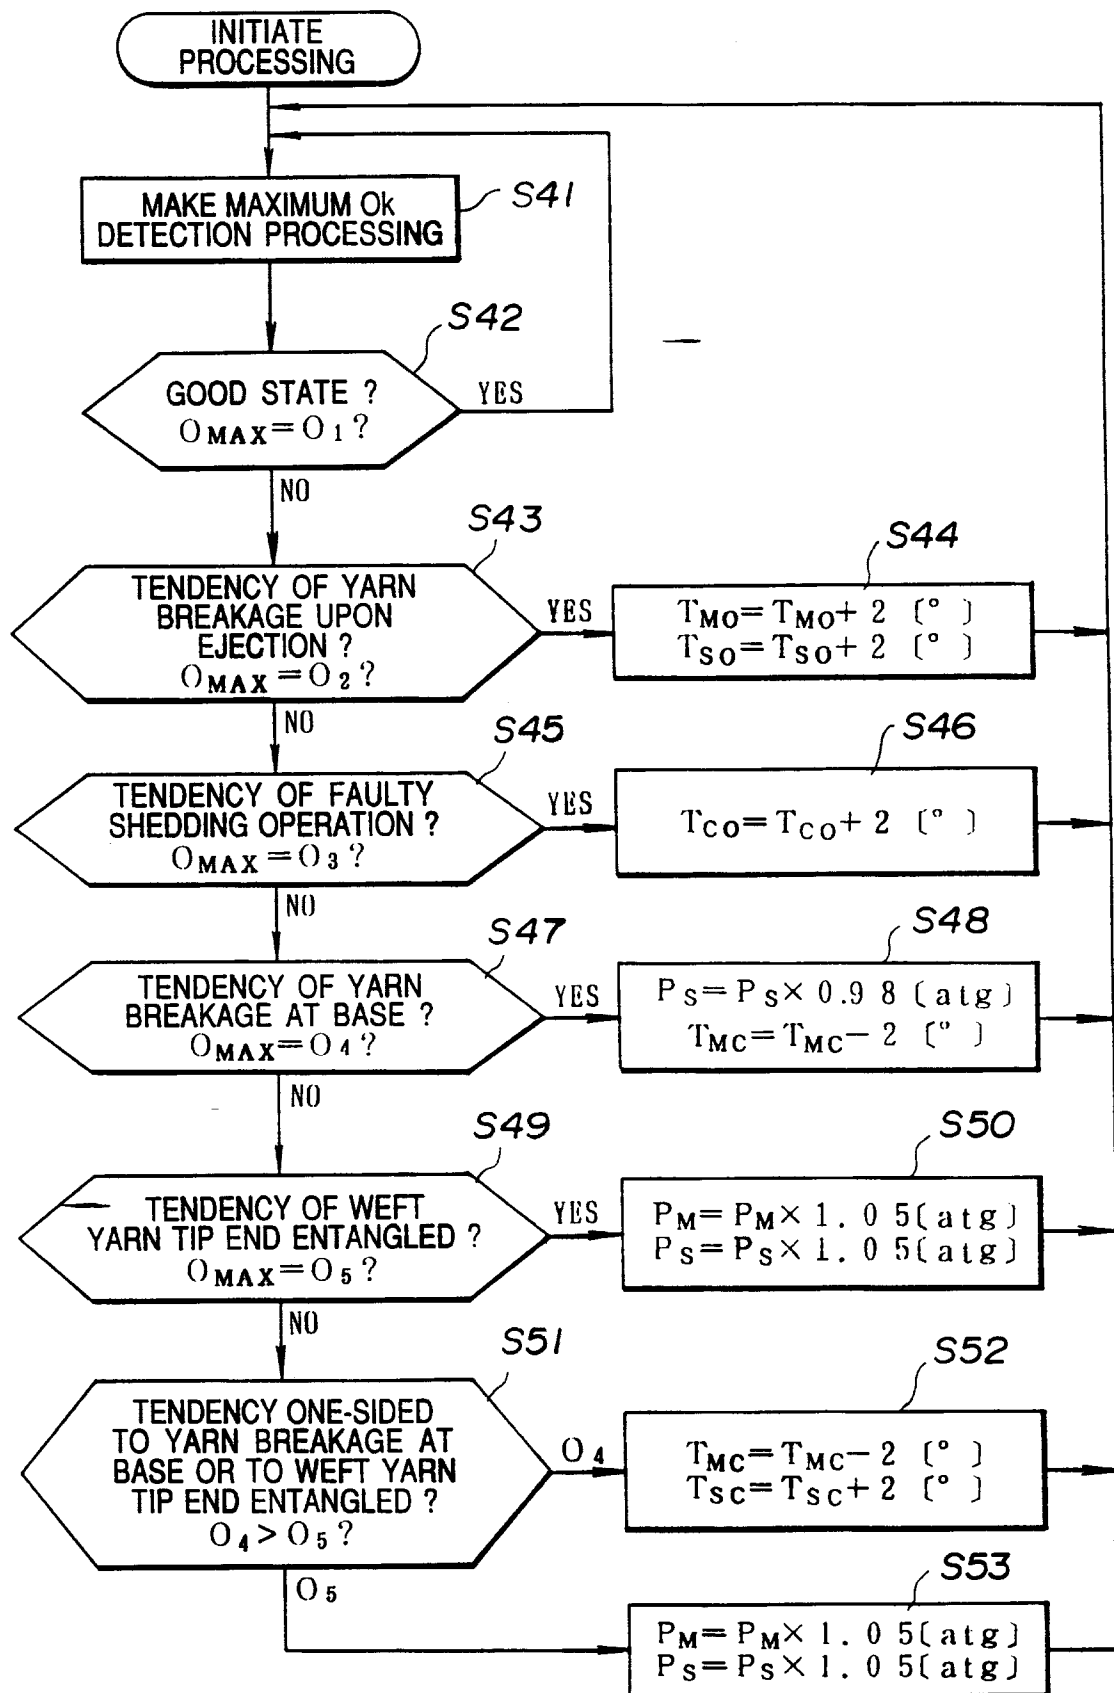 INITIATE
PROCESSING
MAKE MAXIMUM Ok
DETECTION PROCESSING
S41
S42
GOOD STATE ?
OMAX=O1?
YES
NO
S43
TENDENCY OF YARN
BREAKAGE UPON
EJECTION ?
OMAX=O2?
YES
NO
S44
TMO=TMO+ 2 [°]
TSO=TSO+ 2 [°]
S45
TENDENCY OF FAULTY
SHEDDING OPERATION ?
OMAX=O3?
YES
NO
S46
TCO=TCO+ 2 [°]
S47
TENDENCY OF YARN
BREAKAGE AT BASE ?
OMAX=O4?
YES
NO
S48
PS=PS× 0.98 [atg]
TMC=TMC− 2 [°]
S49
TENDENCY OF WEFT
YARN TIP END ENTANGLED ?
OMAX=O5?
YES
NO
S50
PM=PM× 1.05[atg]
PS=PS× 1.05[atg]
S51
TENDENCY ONE-SIDED
TO YARN BREAKAGE AT
BASE OR TO WEFT YARN
TIP END ENTANGLED ?
O4>O5?
O4
O5
S52
TMC=TMC− 2 [°]
TSC=TSC+ 2 [°]
S53
PM=PM× 1.05[atg]
PS=PS× 1.05[atg]